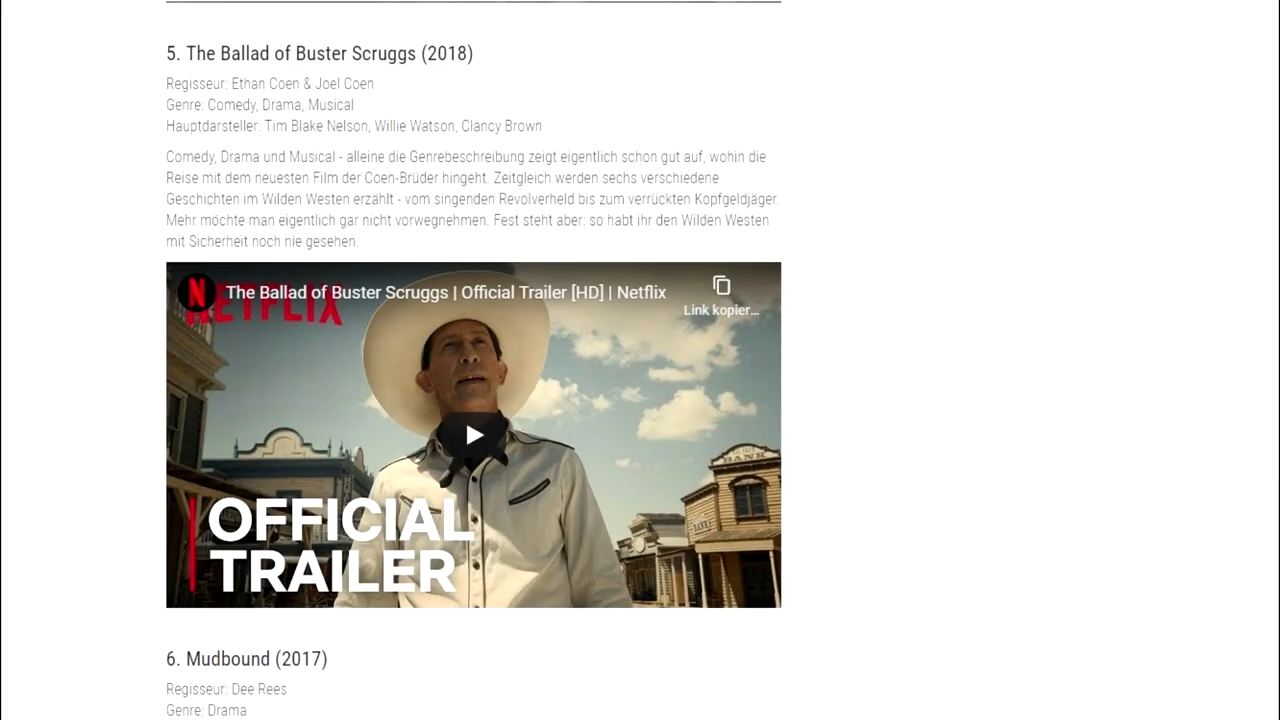 5. The Ballad of Buster Scruggs (2018)
Regisseur: Ethan Coen & Joel Coen
Genre: Comedy, Drama, Musical
Hauptdarsteller: Tim Blake Nelson, Willie Watson, Clancy Brown
Comedy, Drama und Musical - alleine die Genrebeschreibung zeigt eigentlich schon gut auf, wohin die
Reise mit dem neuesten Film der Coen-Brüder hingeht. Zeitgleich werden sechs verschiedene
Geschichten im Wilden Westen erzählt - vom singenden Revolverheld bis zum verrückten Kopfgeldjäger.
Mehr möchte man eigentlich gar nicht vorwegnehmen. Fest steht aber: so habt ihr den Wilden Westen
mit Sicherheit noch nie gesehen.
N
The Ballad of Buster Scruggs | Official Trailer [HD] | Netflix
NETFLIX
Link kopier...
BANK
BANK
OFFICIAL
TRAILER
6. Mudbound (2017)
Regisseur: Dee Rees
Genre: Drama